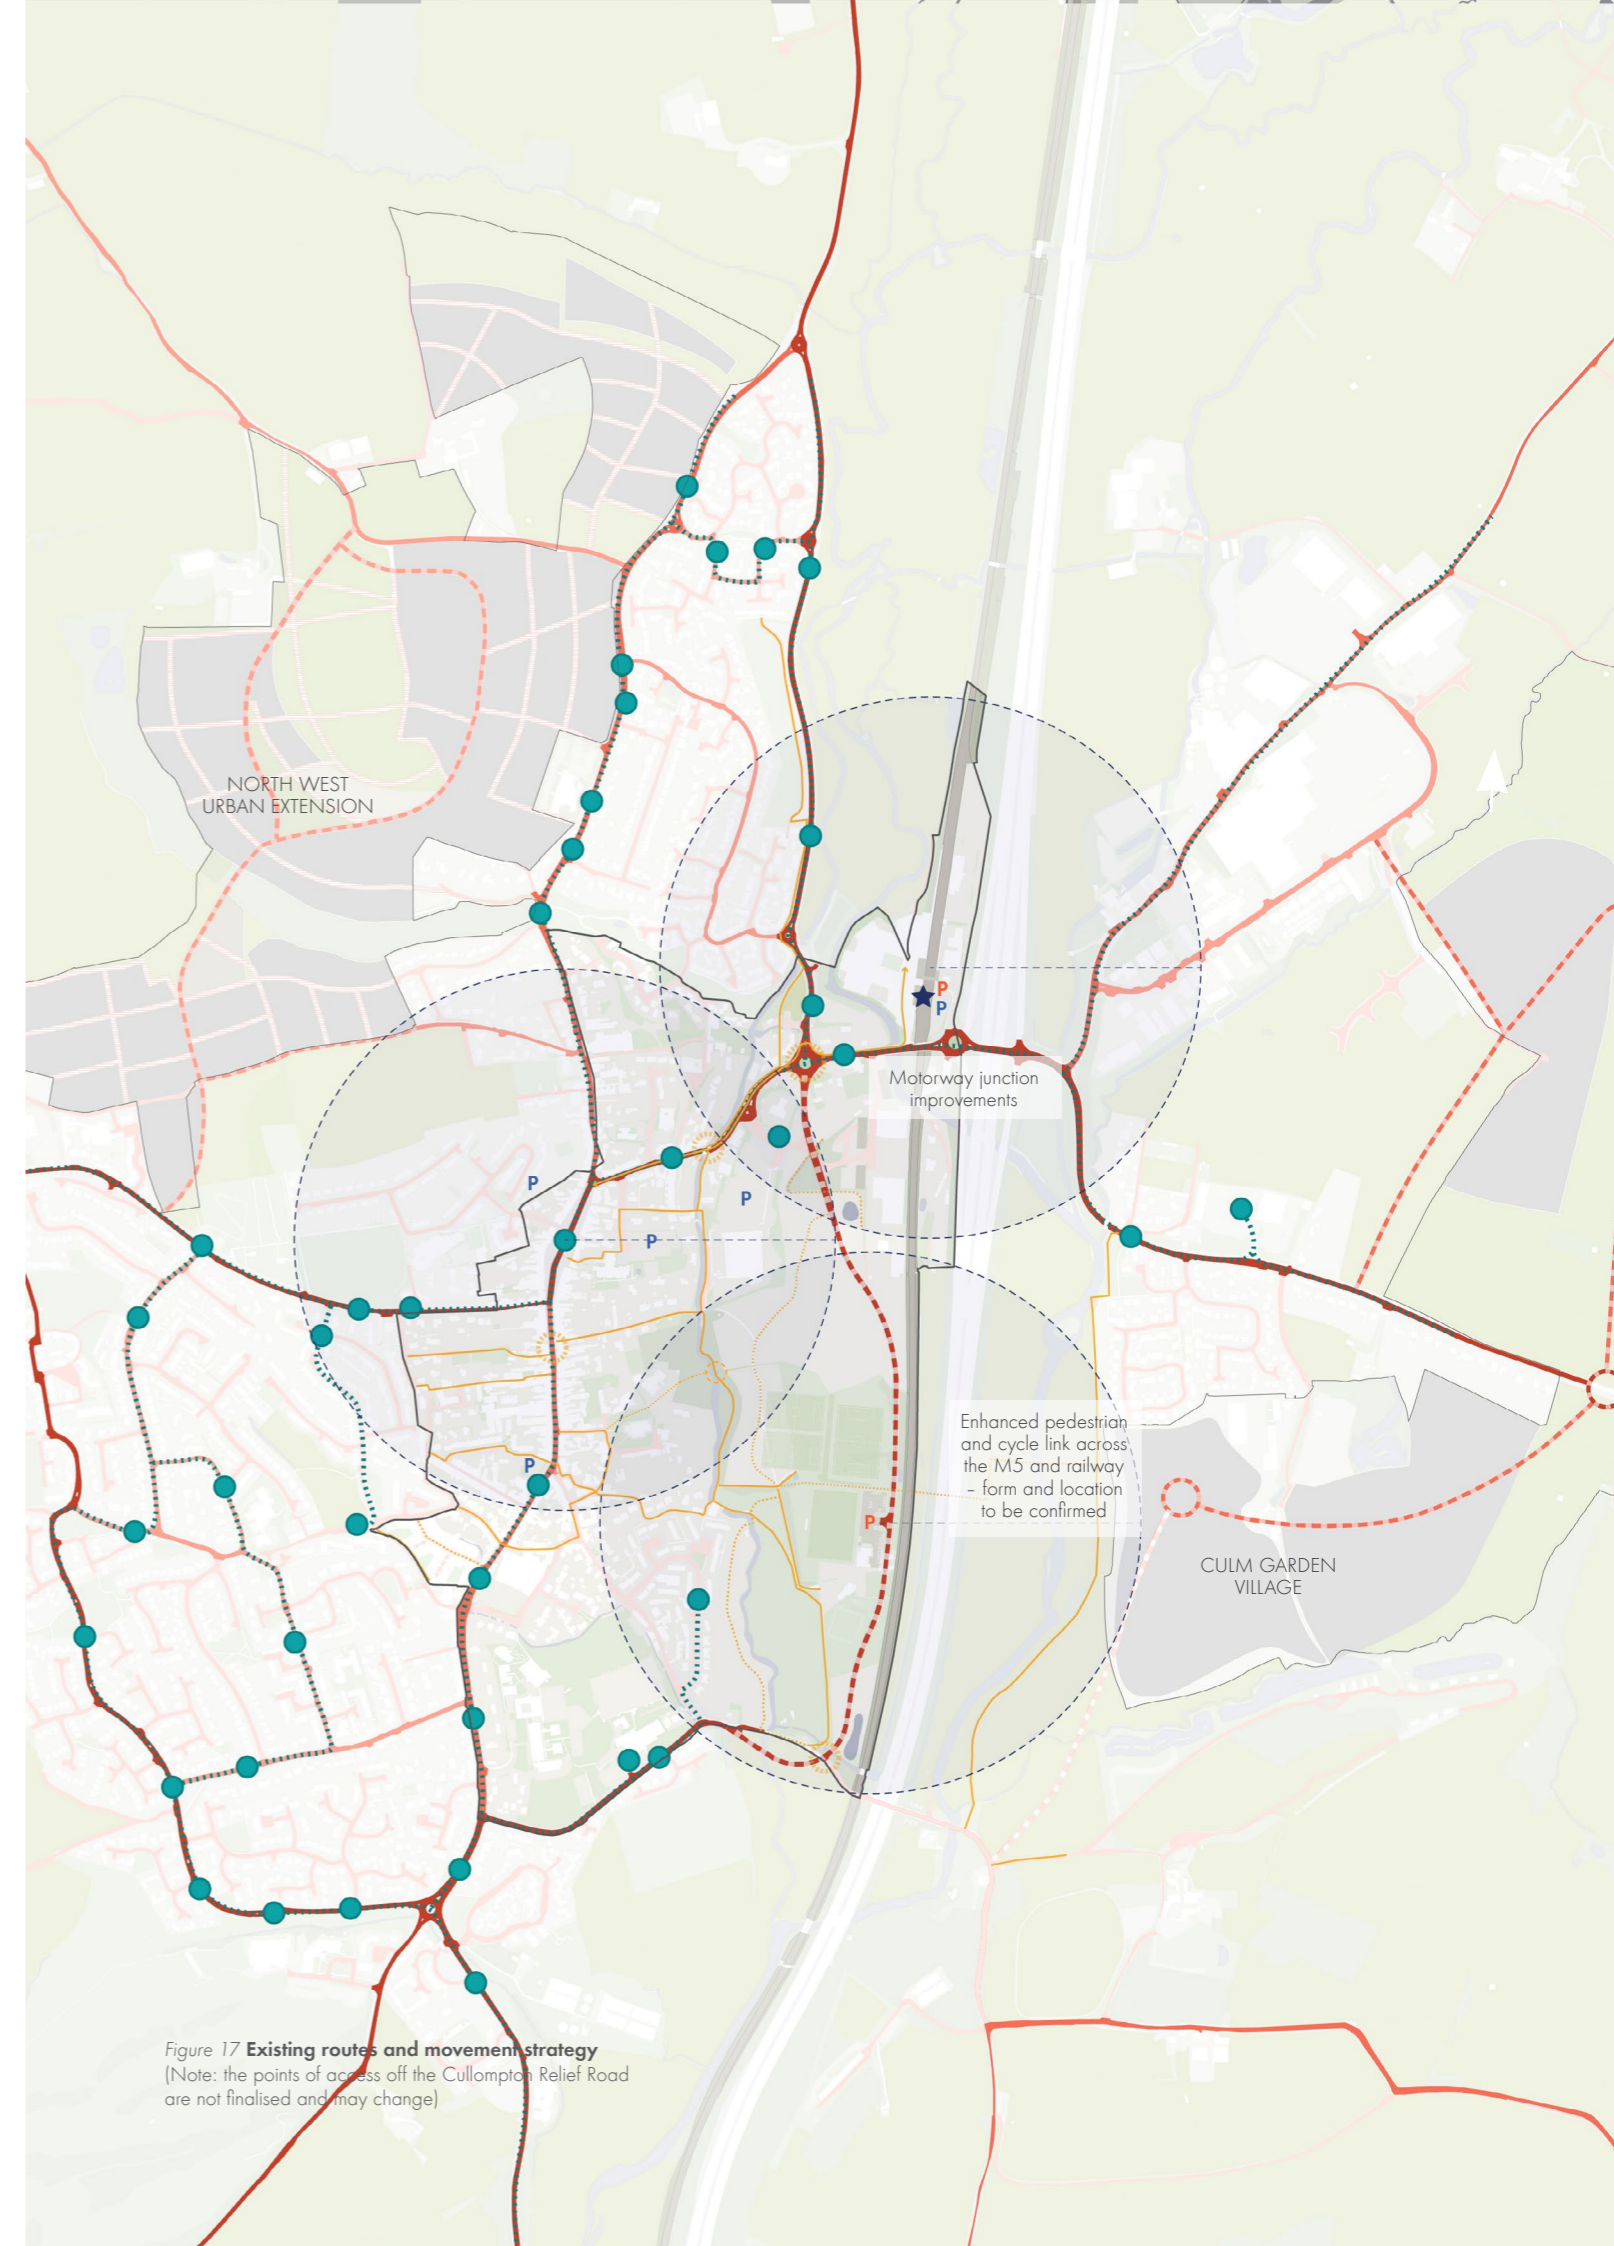 NORTH WEST
URBAN EXTENSION
P
P
Motorway junction
improvements
P
P
P
Enhanced pedestrian
and cycle link across
the M5 and railway
– form and location
to be confirmed
P
P
CULM GARDEN
VILLAGE
Figure 17 Existing routes and movement strategy
(Note: the points of access off the Cullompton Relief Road
are not finalised and may change)